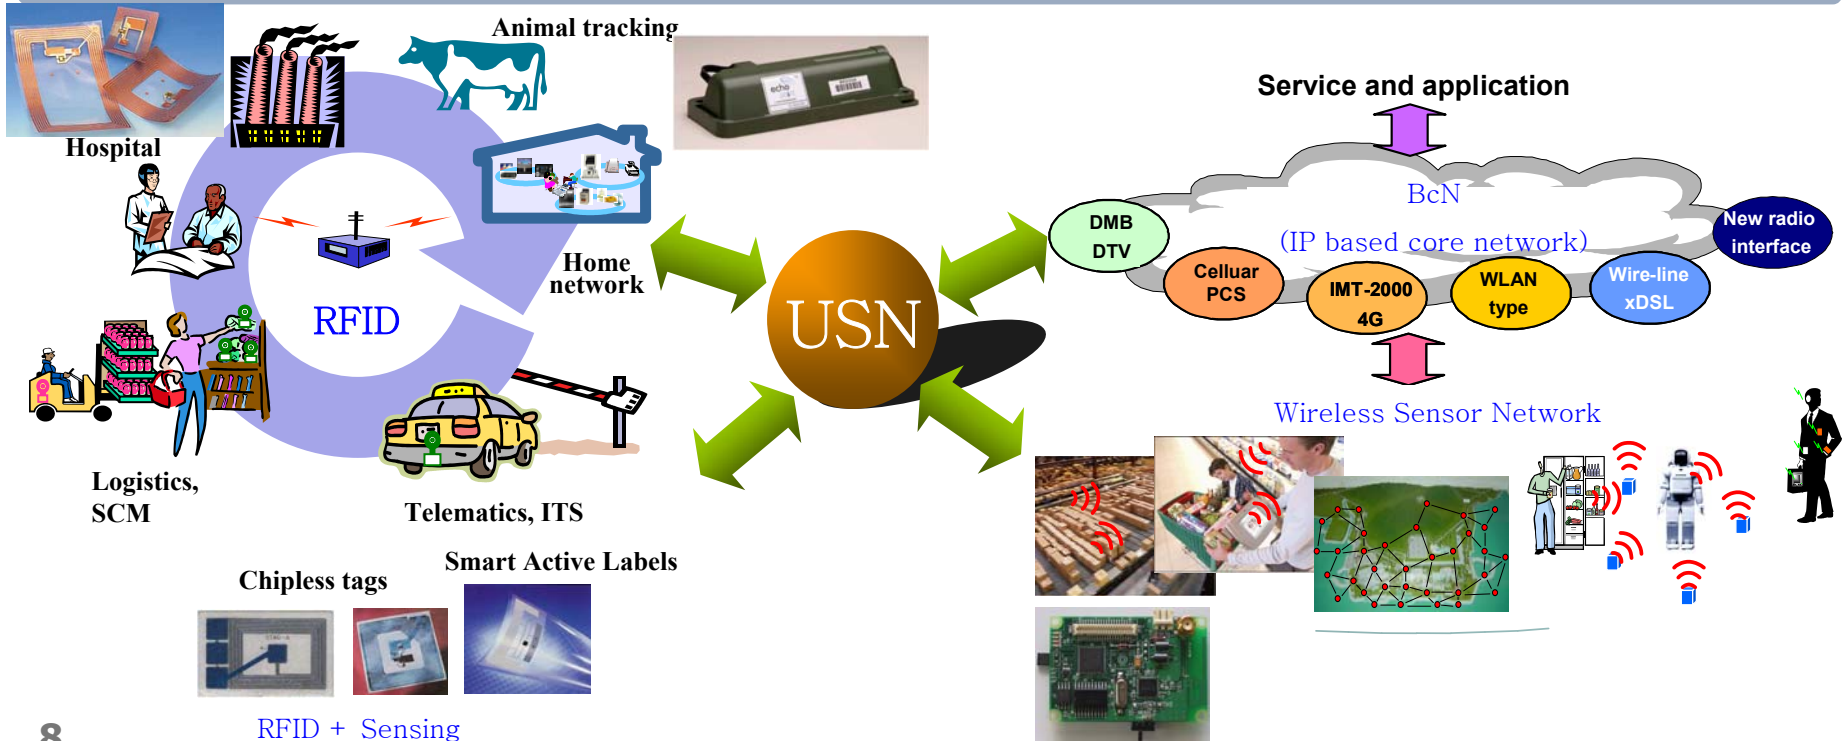 Animal tracking
echo
Hospital
Home
network
RFID
Logistics,
SCM
Telematics, ITS
Chipless tags
Smart Active Labels
RFID + Sensing
8
USN
Service and application
BcN
(IP based core network)
DMB
DTV
Celluar
PCS
IMT-2000
4G
WLAN
type
Wire-line
xDSL
New radio
interface
Wireless Sensor Network